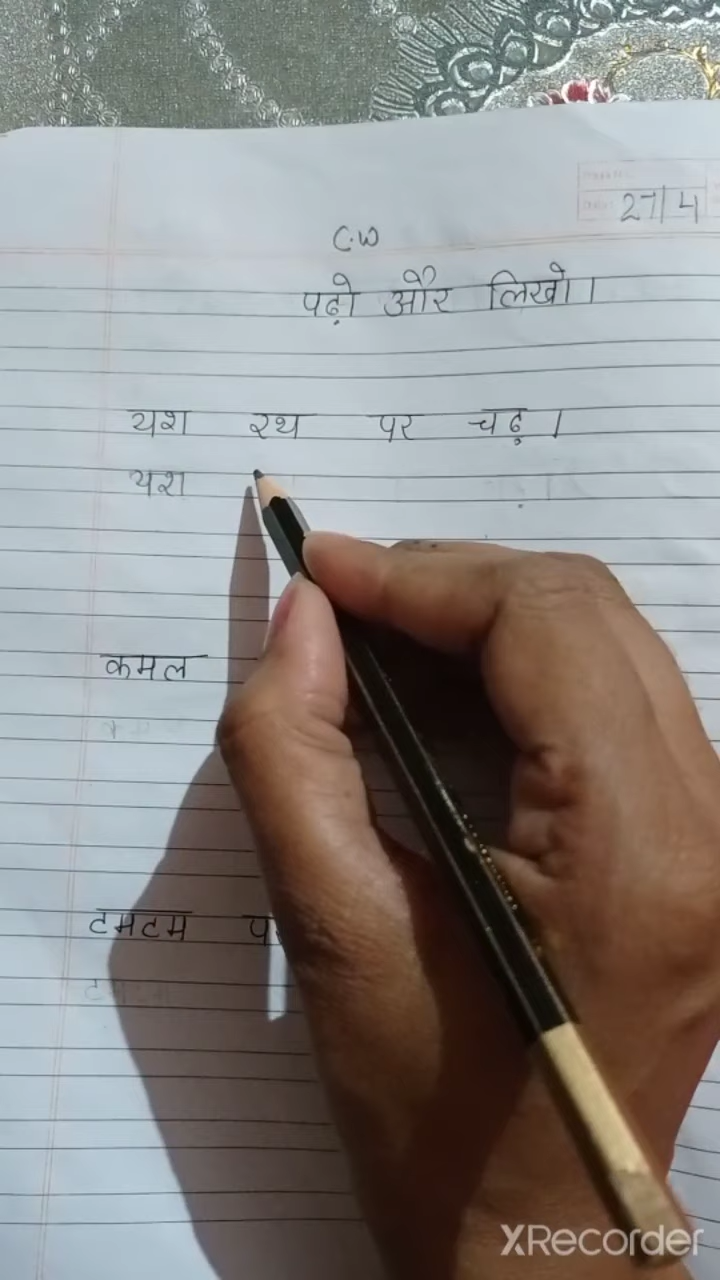 27/4
C.W
पढ़ो और लिखो।
यश रथ पर चढ़।
यश
कमल
टमटम
XRecorder